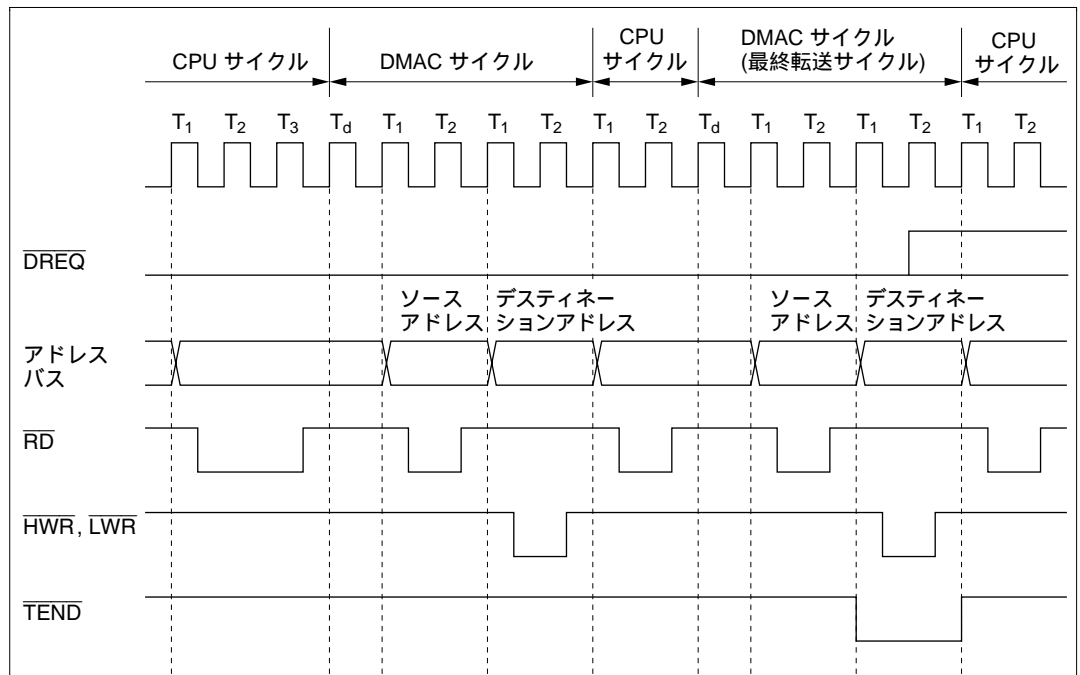 CPU サイクル DMAC サイクル CPU サイクル DMAC サイクル (最終転送サイクル) CPU サイクル
T1 T2 T3 Td T1 T2 T1 T2 T1 T2 Td T1 T2 T1 T2 T1 T2
DREQ
ソース アドレス デスティネー ションアドレス ソース アドレス デスティネー ションアドレス
アドレス
バス
RD
HWR, LWR
TEND